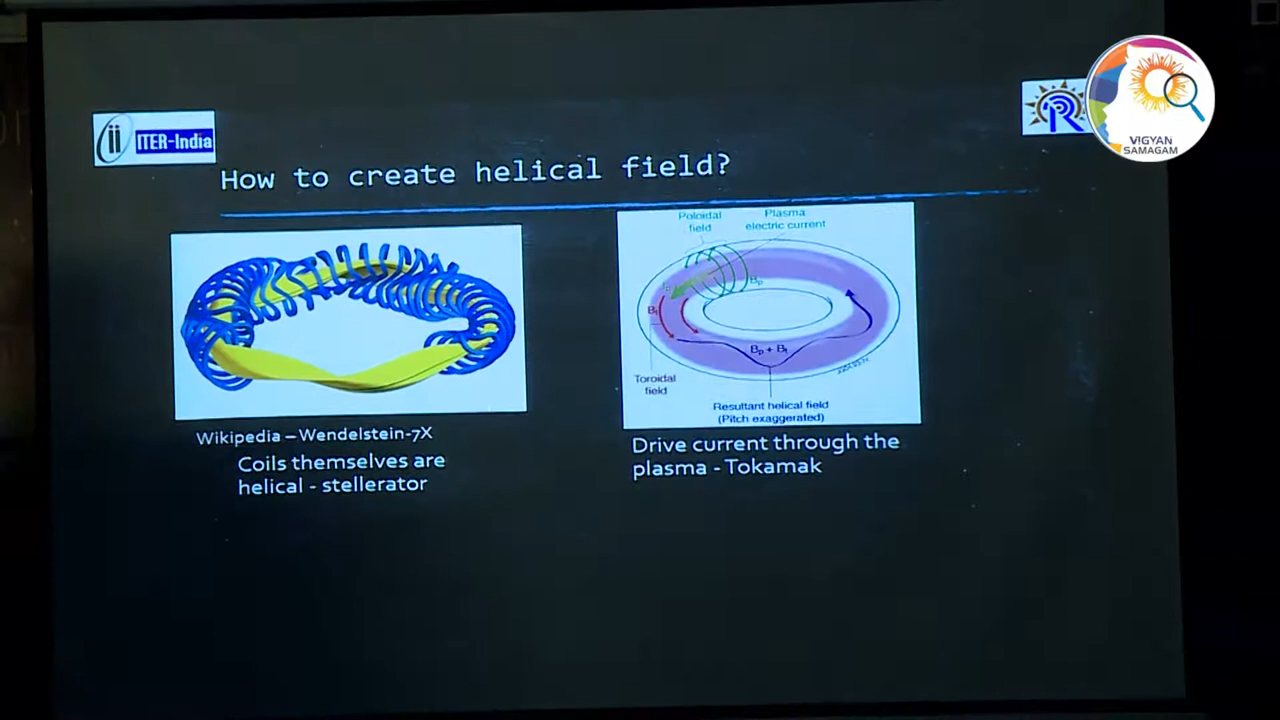 ITER-India
VIGYAN
SAMAGAM
How to create helical field?
Poloidal
field
Plasma
electric current
Bp
Bt
Bp + Bt
Toroidal
field
Resultant helical field
(Pitch exaggerated)
Wikipedia – Wendelstein-7X
Coils themselves are
helical - stellerator
Drive current through the
plasma - Tokamak